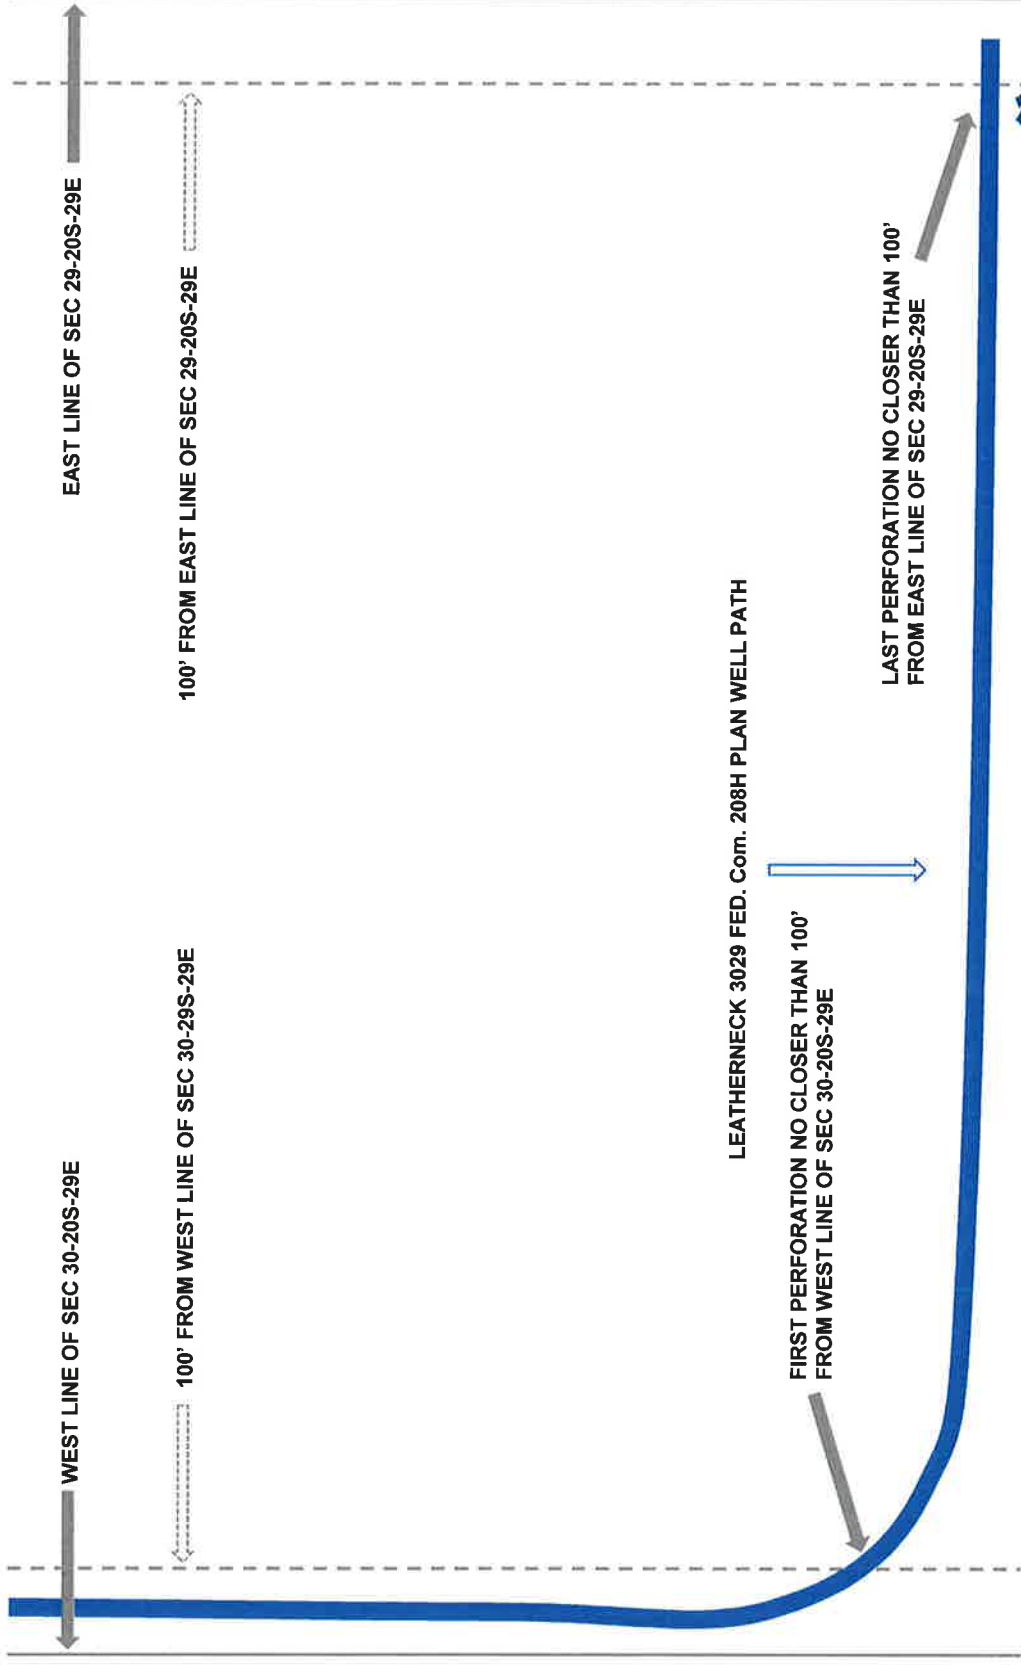 WEST LINE OF SEC 30-20S-29E
EAST LINE OF SEC 29-20S-29E
100' FROM WEST LINE OF SEC 30-29S-29E
100' FROM EAST LINE OF SEC 29-20S-29E
LEATHERNECK 3029 FED. Com. 208H PLAN WELL PATH
FIRST PERFORATION NO CLOSER THAN 100'
FROM WEST LINE OF SEC 30-20S-29E
LAST PERFORATION NO CLOSER THAN 100'
FROM EAST LINE OF SEC 29-20S-29E